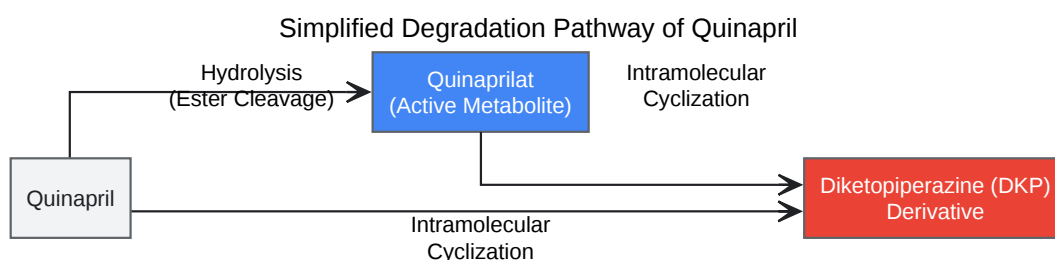 Simplified Degradation Pathway of Quinapril
Hydrolysis
(Ester Cleavage)
Quinaprilat
(Active Metabolite)
Intramolecular
Cyclization
Quinapril
Diketopiperazine (DKP)
Derivative
Intramolecular
Cyclization